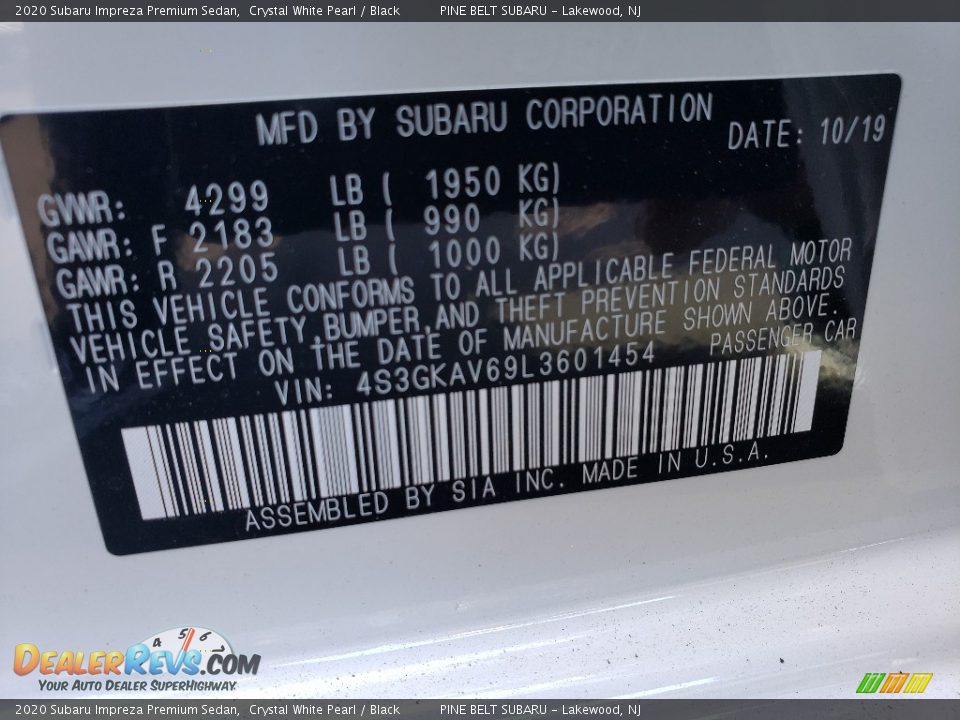 2020 Subaru Impreza Premium Sedan,  Crystal White Pearl / Black          PINE BELT SUBARU - Lakewood, NJ
MFD BY SUBARU CORPORATION
DATE: 10/19
GVWR: 4299 LB ( 1950 KG)
GAWR: F 2183 LB ( 990 KG)
GAWR: R 2205 LB ( 1000 KG)
THIS VEHICLE CONFORMS TO ALL APPLICABLE FEDERAL MOTOR
VEHICLE SAFETY,BUMPER,AND THEFT PREVENTION STANDARDS
IN EFFECT ON THE DATE OF MANUFACTURE SHOWN ABOVE.
VIN: 4S3GKAV69L3601454 PASSENGER CAR
ASSEMBLED BY SIA INC. MADE IN U.S.A.
4 5 6
DEALERREVS.COM
YOUR AUTO DEALER SUPERHIGHWAY
2020 Subaru Impreza Premium Sedan,  Crystal White Pearl / Black          PINE BELT SUBARU - Lakewood, NJ